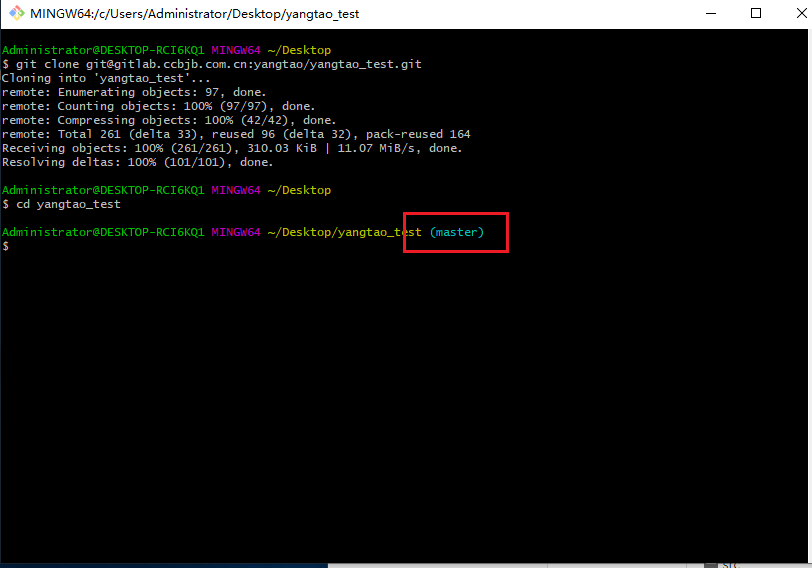 MINGW64:/c/Users/Administrator/Desktop/yangtao_test
Administrator@DESKTOP-RCI6KQ1 MINGW64 ~/Desktop
$ git clone git@gitlab.ccbjb.com.cn:yangtao/yangtao_test.git
Cloning into 'yangtao_test'...
remote: Enumerating objects: 97, done.
remote: Counting objects: 100% (97/97), done.
remote: Compressing objects: 100% (42/42), done.
remote: Total 261 (delta 33), reused 96 (delta 32), pack-reused 164
Receiving objects: 100% (261/261), 310.03 KiB | 11.07 MiB/s, done.
Resolving deltas: 100% (101/101), done.
Administrator@DESKTOP-RCI6KQ1 MINGW64 ~/Desktop
$ cd yangtao_test
Administrator@DESKTOP-RCI6KQ1 MINGW64 ~/Desktop/yangtao_test (master)
$